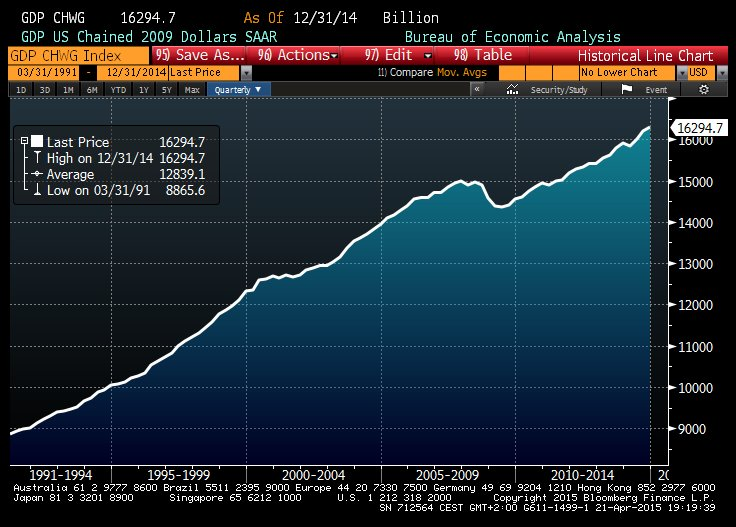 GDP CHWG 16294.7 As Of 12/31/14 Billion
GDP US Chained 2009 Dollars SAAR Bureau of Economic Analysis
GDP CHWG Index 95) Save As... 96) Actions 97) Edit 98) Table Historical Line Chart
03/31/1991 - 12/31/2014 Last Price 11) Compare Mov. Avgs No Lower Chart USD
1D 3D 1M 6M YTD 1Y 5Y Max Quarterly ▼ « Security/Study Event
Last Price 16294.7
High on 12/31/14 16294.7
Average 12839.1
Low on 03/31/91 8865.6
16294.7
16000
15000
14000
13000
12000
11000
10000
9000
1991-1994 1995-1999 2000-2004 2005-2009 2010-2014 20
Australia 61 2 9777 8600 Brazil 5511 2395 9000 Europe 44 20 7330 7500 Germany 49 69 9204 1210 Hong Kong 852 2977 6000
Japan 81 3 3201 8900 Singapore 65 6212 1000 U.S. 1 212 318 2000 Copyright 2015 Bloomberg Finance L.P.
SN 712564 CEST GMT+2:00 G611-1499-1 21-Apr-2015 19:19:39